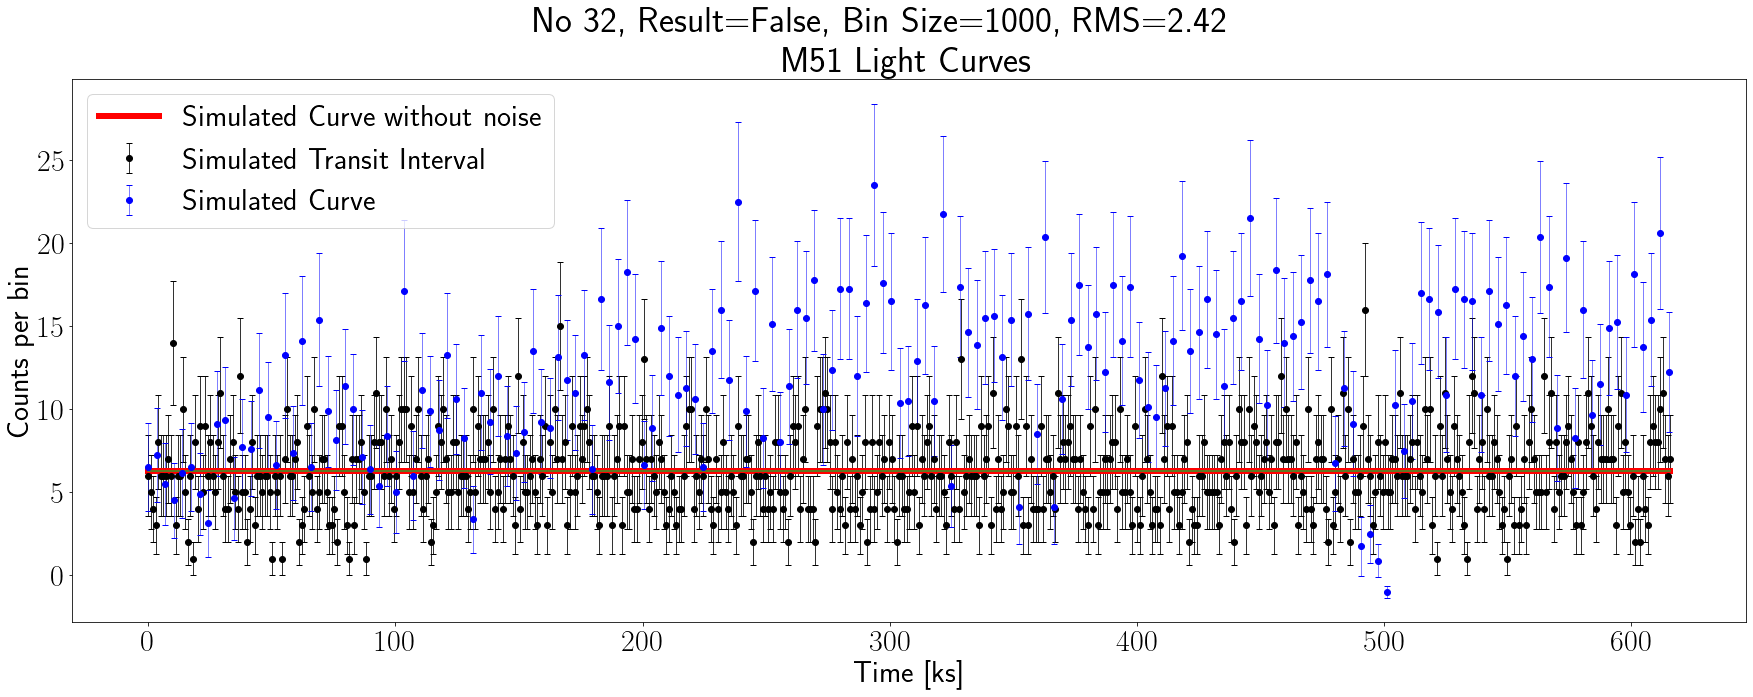 No 32, Result=False, Bin Size=1000, RMS=2.42
M51 Light Curves
Simulated Curve without noise
Simulated Transit Interval
Simulated Curve
Counts per bin
25
20
15
10
5
0
0 100 200 300 400 500 600
Time [ks]